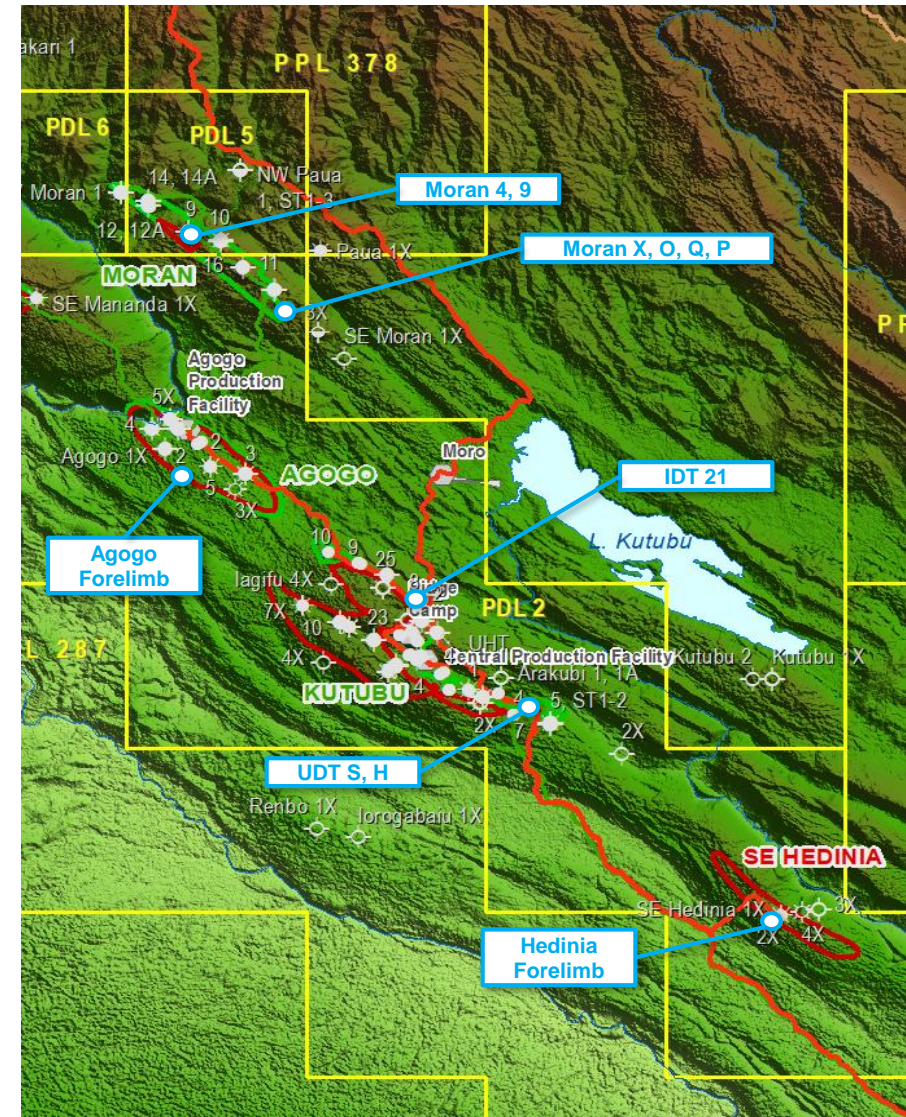 akari 1
PPL 378
PDL 6
PDL 5
14, 14A
NW Paua
1, ST1-3
Moran 1
Moran 4, 9
9
10
12, 12A
Moran X, O, Q, P
Paua 1X
16
11
MORAN
SE Mananda 1X
SE Moran 1X
Agogo
Production
Facility
5X
4
2
Agogo 1X
2
3
AGOGO
Moro
5
3X
IDT 21
L. Kutubu
Agogo
Forelimb
10
9
25
Iagifu 4X
Camp
PDL 2
7X
10
23
UHT
L 287
4X
Central Production Facility
Kutubu 2
Kutubu 1X
Arakubi 1, 1A
KUTUBU
4
4
5, ST1-2
2X
7
2X
UDT S, H
Renbo 1X
Iorogabaiu 1X
SE HEDINIA
SE Hedinia 1X
3X
2X
4X
Hedinia
Forelimb